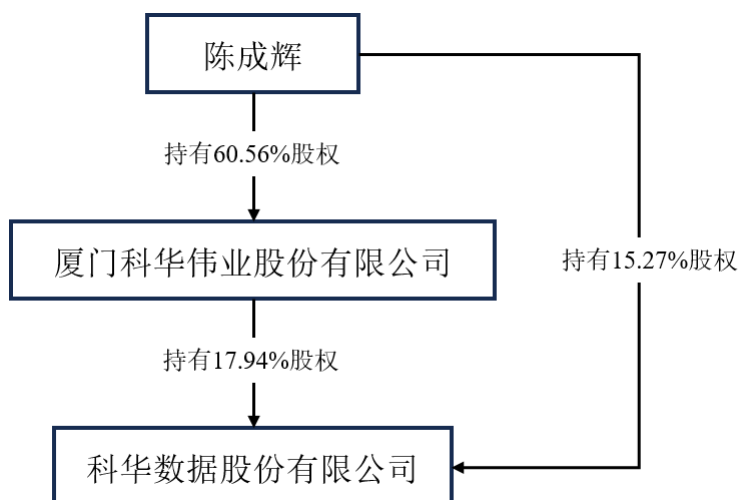 陈成辉
持有60.56%股权
厦门科华伟业股份有限公司
持有15.27%股权
持有17.94%股权
科华数据股份有限公司